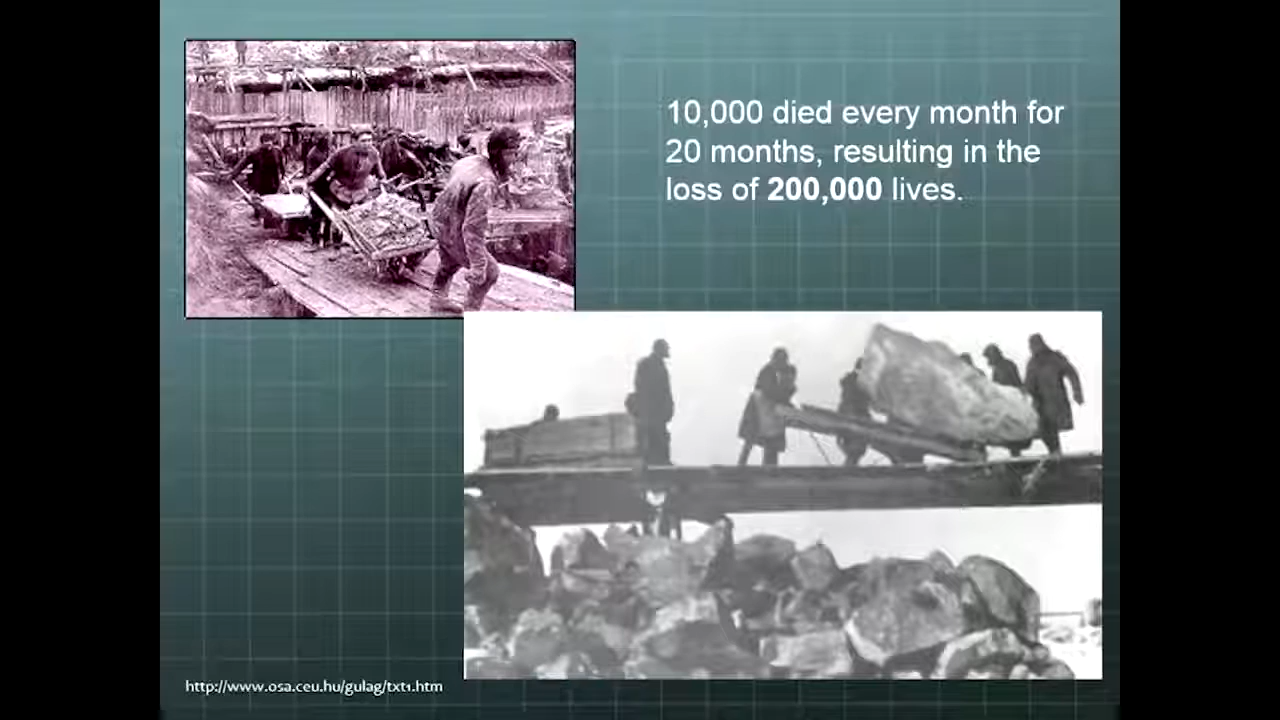 10,000 died every month for
20 months, resulting in the
loss of 200,000 lives.
http://www.osa.ceu.hu/gulag/txt1.htm